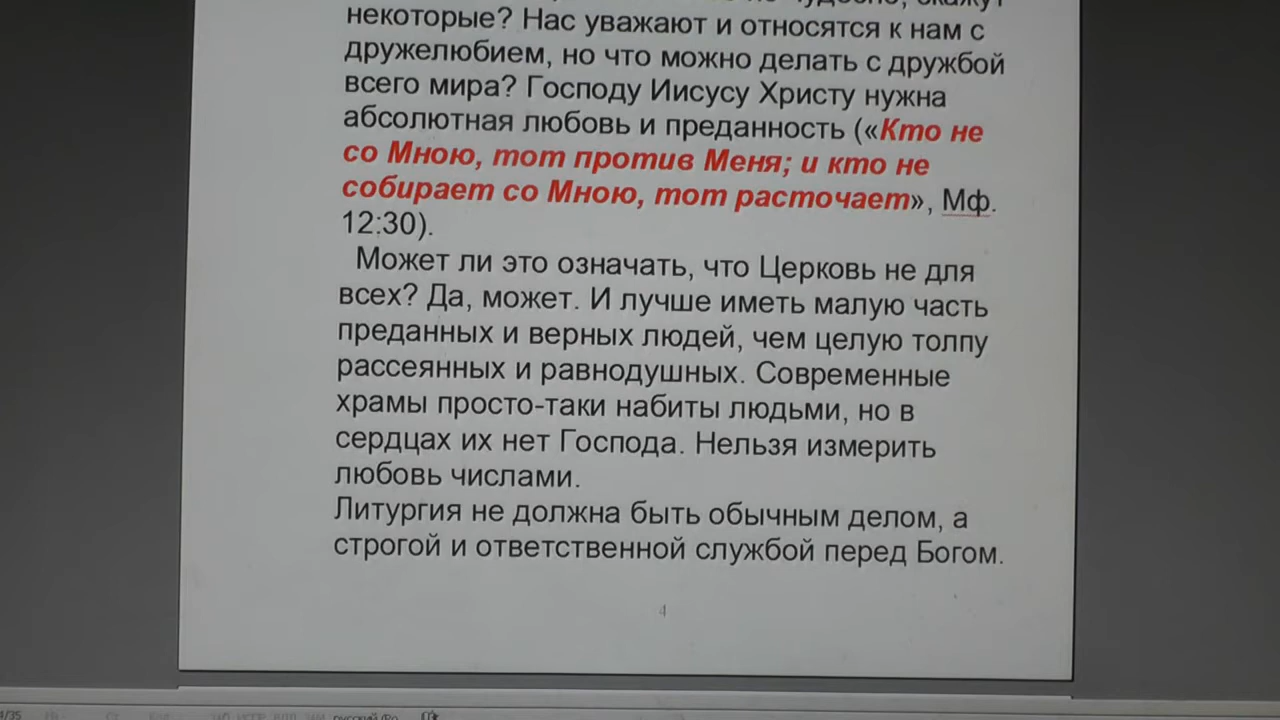 скажут
некоторые? Нас уважают и относятся к нам с
дружелюбием, но что можно делать с дружбой
всего мира? Господу Иисусу Христу нужна
абсолютная любовь и преданность («Кто не
со Мною, тот против Меня; и кто не
собирает со Мною, тот расточает», Мф.
12:30).
Может ли это означать, что Церковь не для
всех? Да, может. И лучше иметь малую часть
преданных и верных людей, чем целую толпу
рассеянных и равнодушных. Современные
храмы просто-таки набиты людьми, но в
сердцах их нет Господа. Нельзя измерить
любовь числами.
Литургия не должна быть обычным делом, а
строгой и ответственной службой перед Богом.
4